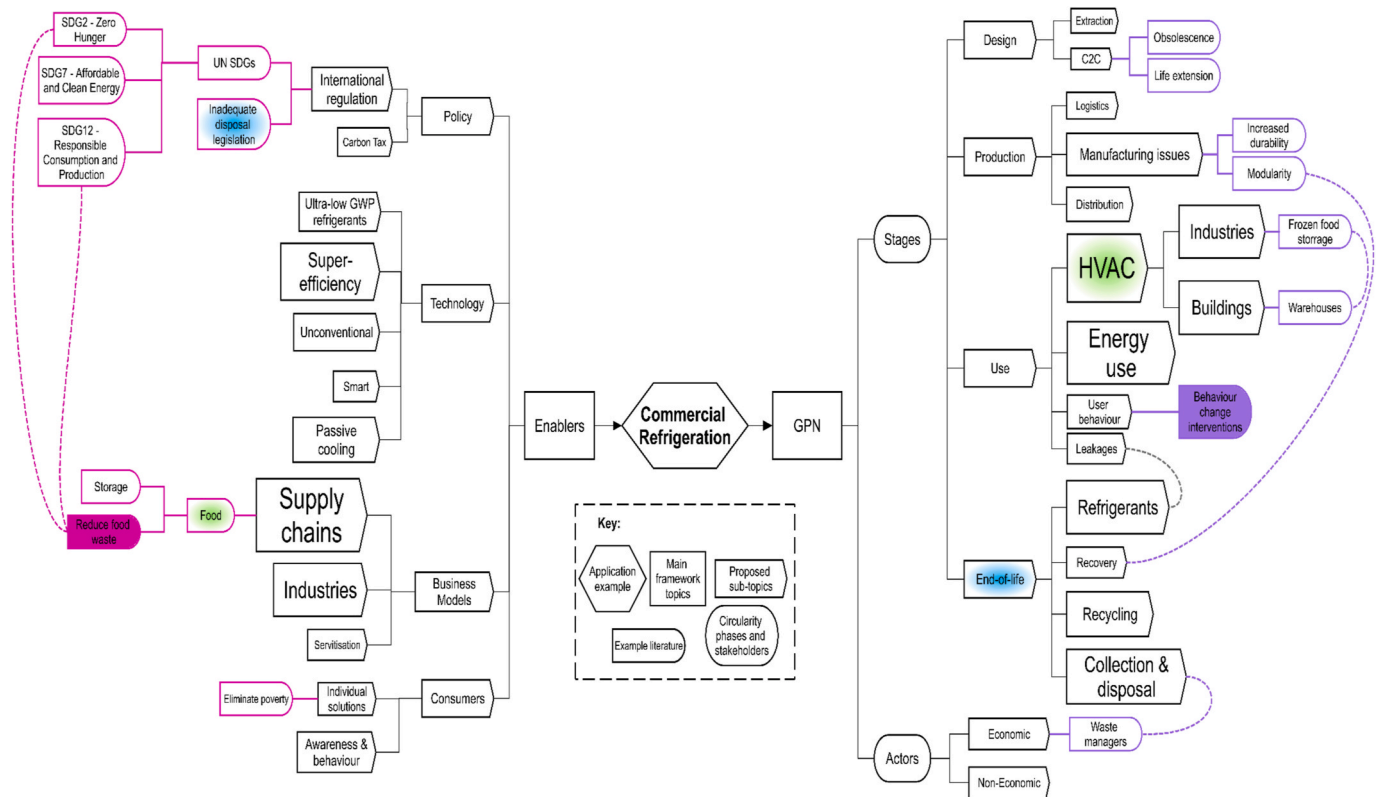 SDG2 - Zero
Hunger
SDG7 - Affordable
and Clean Energy
SDG12 -
Responsible
Consumption and
Production
UN SDGs
Inadequate
disposal
legislation
International
regulation
Carbon Tax
Policy
Ultra-low GWP
refrigerants
Super-
efficiency
Unconventional
Smart
Passive
cooling
Technology
Storage
Reduce food
waste
Food
Supply
chains
Industries
Servitisation
Business
Models
Eliminate poverty
Individual
solutions
Awareness &
behaviour
Consumers
Enablers
Commercial
Refrigeration
GPN
Key:
Application
example
Main
framework
topics
Proposed
sub-topics
Example literature
Circularity
phases and
stakeholders
Stages
Design
Extraction
C2C
Obsolescence
Life extension
Production
Logistics
Manufacturing issues
Increased
durability
Modularity
Distribution
Use
HVAC
Industries
Frozen food
storrage
Buildings
Warehouses
Energy
use
User
behaviour
Behaviour
change
interventions
Leakages
End-of-life
Refrigerants
Recovery
Recycling
Collection &
disposal
Actors
Economic
Waste
managers
Non-Economic